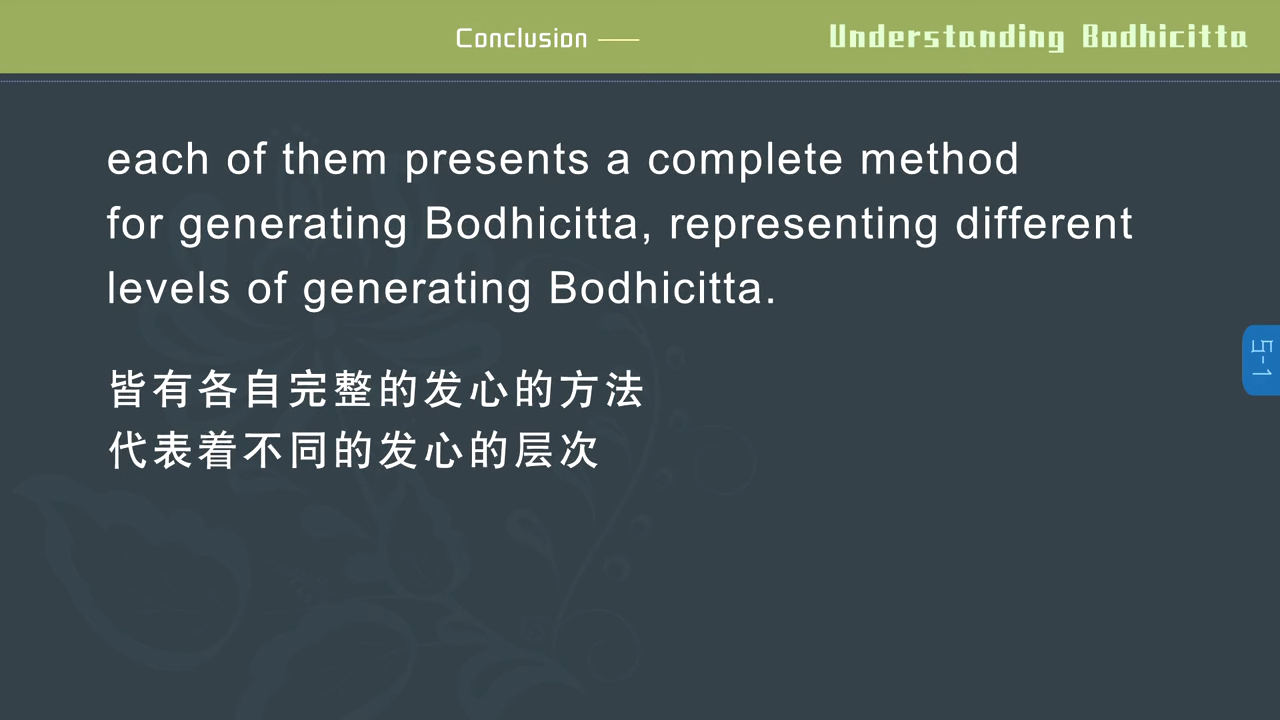 Conclusion
Understanding Bodhicitta
each of them presents a complete method
for generating Bodhicitta, representing different
levels of generating Bodhicitta.
皆有各自完整的发心的方法
代表着不同的发心的层次
5-1